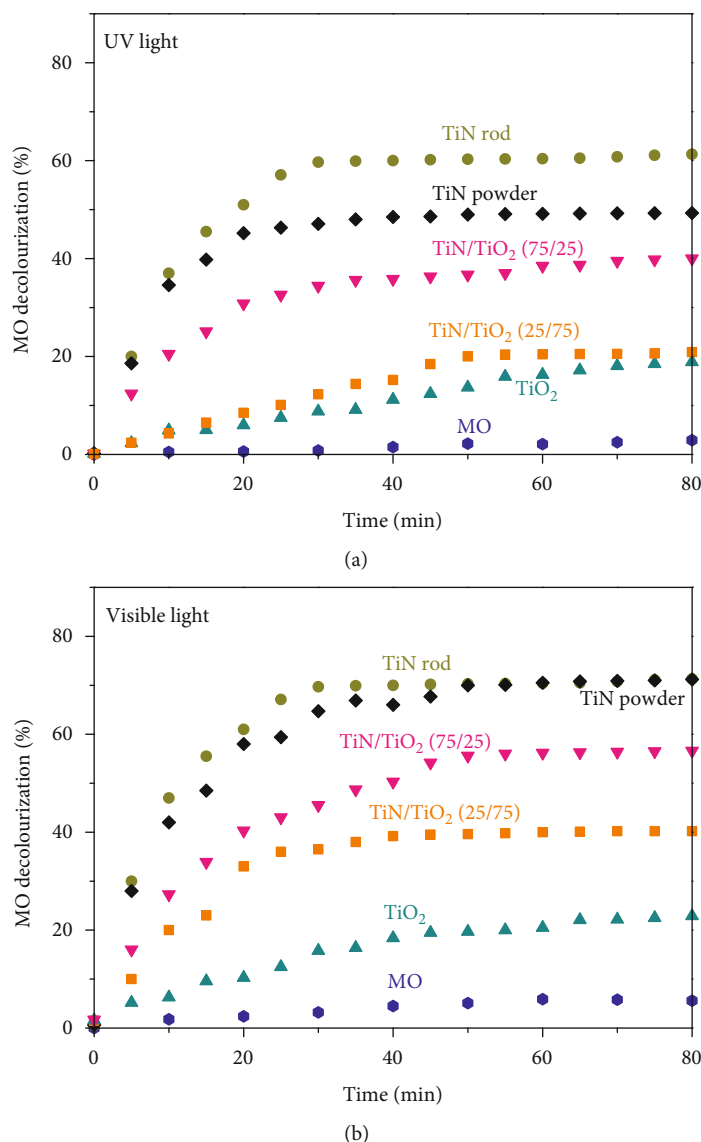 UV light
80
60
40
20
0
MO decolourization (%)
TiN rod
TiN powder
TiN/TiO₂ (75/25)
TiN/TiO₂ (25/75)
TiO₂
MO
0 20 40 60 80
Time (min)
(a)
Visible light
80
60
40
20
0
MO decolourization (%)
TiN rod
TiN powder
TiN/TiO₂ (75/25)
TiN/TiO₂ (25/75)
TiO₂
MO
0 20 40 60 80
Time (min)
(b)